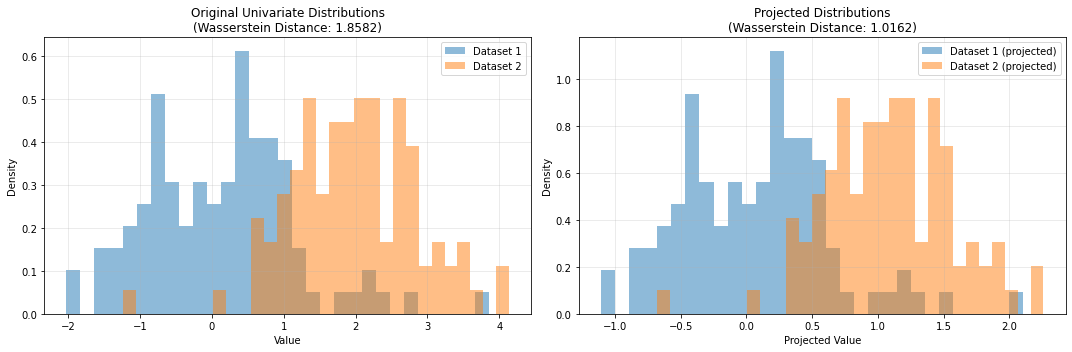 Original Univariate Distributions
(Wasserstein Distance: 1.8582)
Dataset 1
Dataset 2
Density
0.6
0.5
0.4
0.3
0.2
0.1
0.0
−2
−1
0
1
2
3
4
Value
Projected Distributions
(Wasserstein Distance: 1.0162)
Dataset 1 (projected)
Dataset 2 (projected)
Density
1.0
0.8
0.6
0.4
0.2
0.0
−1.0
−0.5
0.0
0.5
1.0
1.5
2.0
Projected Value